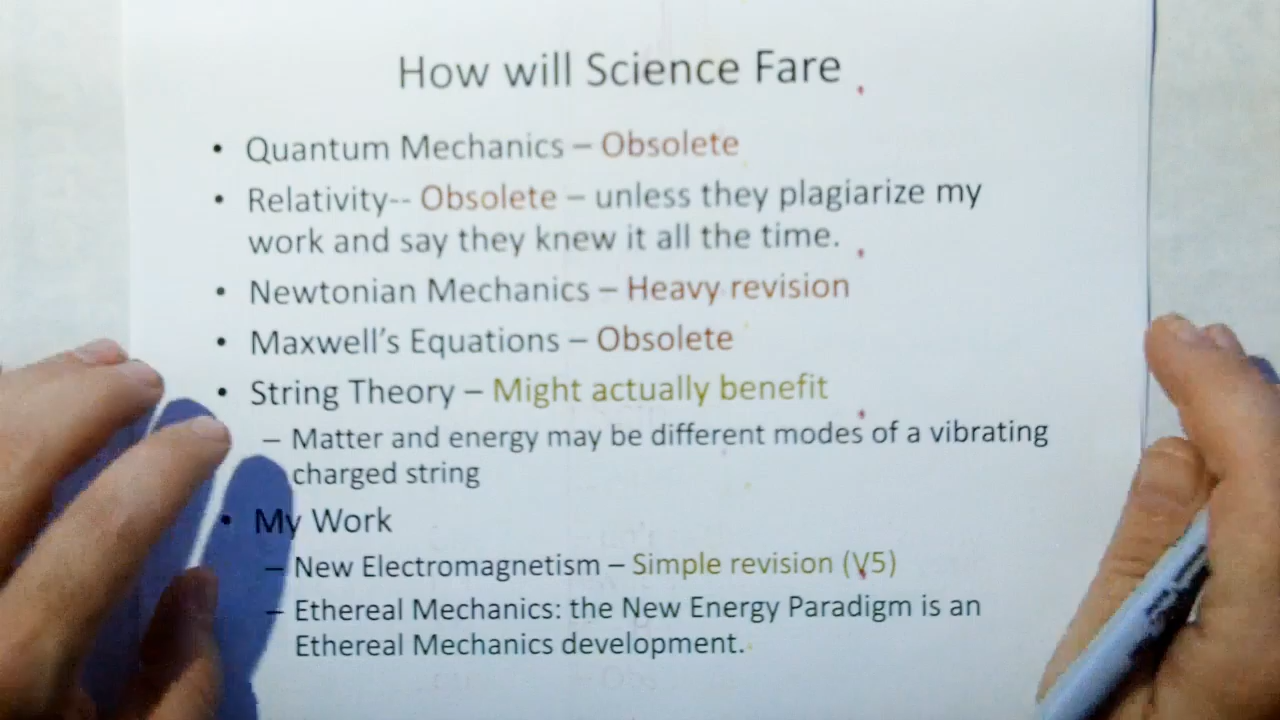 How will Science Fare
• Quantum Mechanics – Obsolete
• Relativity-- Obsolete – unless they plagiarize my
work and say they knew it all the time.
• Newtonian Mechanics – Heavy revision
• Maxwell's Equations – Obsolete
• String Theory – Might actually benefit
– Matter and energy may be different modes of a vibrating
charged string
• My Work
– New Electromagnetism – Simple revision (V5)
– Ethereal Mechanics: the New Energy Paradigm is an
Ethereal Mechanics development.